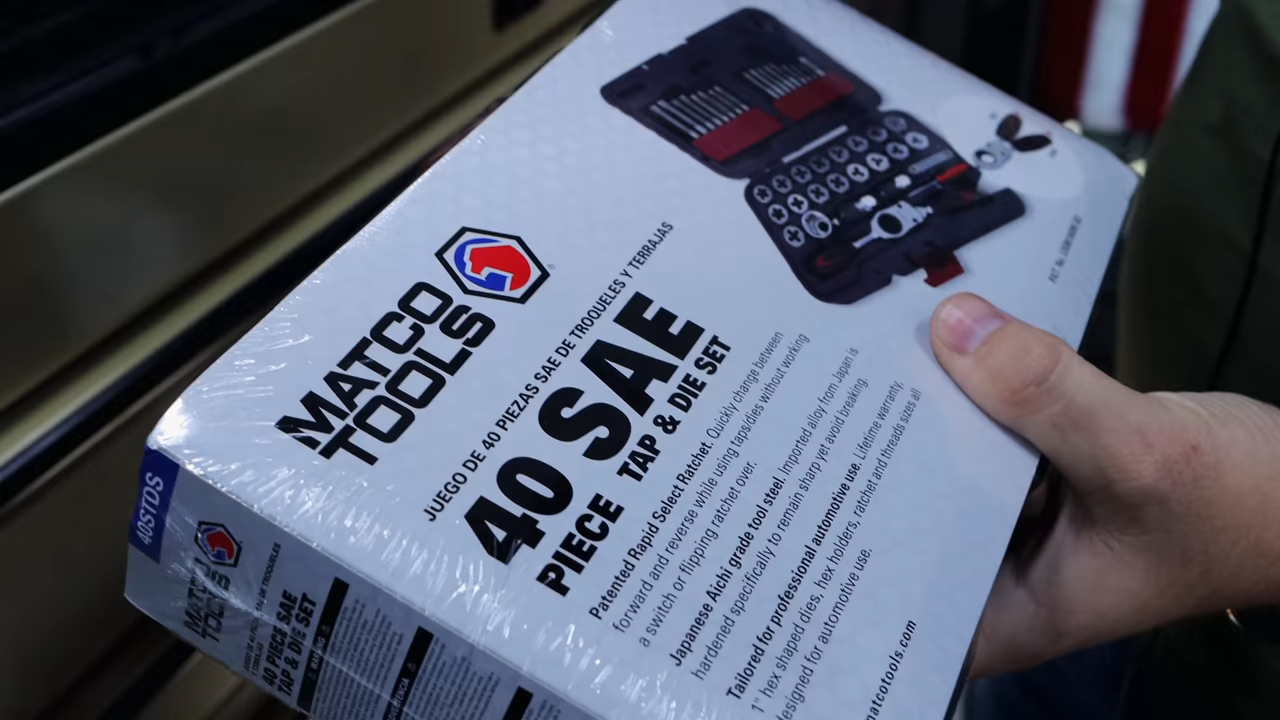 MATCO
TOOLS
JUEGO DE 40 PIEZAS SAE DE TROQUELES Y TERRAJAS
40 SAE
PIECE TAP & DIE SET
Patented Rapid Select Ratchet. Quickly change between
forward and reverse while using taps/dies without working
a switch or flipping ratchet over.
Japanese Aichi grade tool steel. Imported alloy from Japan is
hardened specifically to remain sharp yet avoid breaking.
Tailored for professional automotive use. Lifetime warranty,
1" hex shaped dies, hex holders, ratchet and threads sizes all
designed for automotive use.
matcotools.com
40STDS
MATCO
TOOLS
40 PIECE SAE
TAP & DIE SET
WARNING